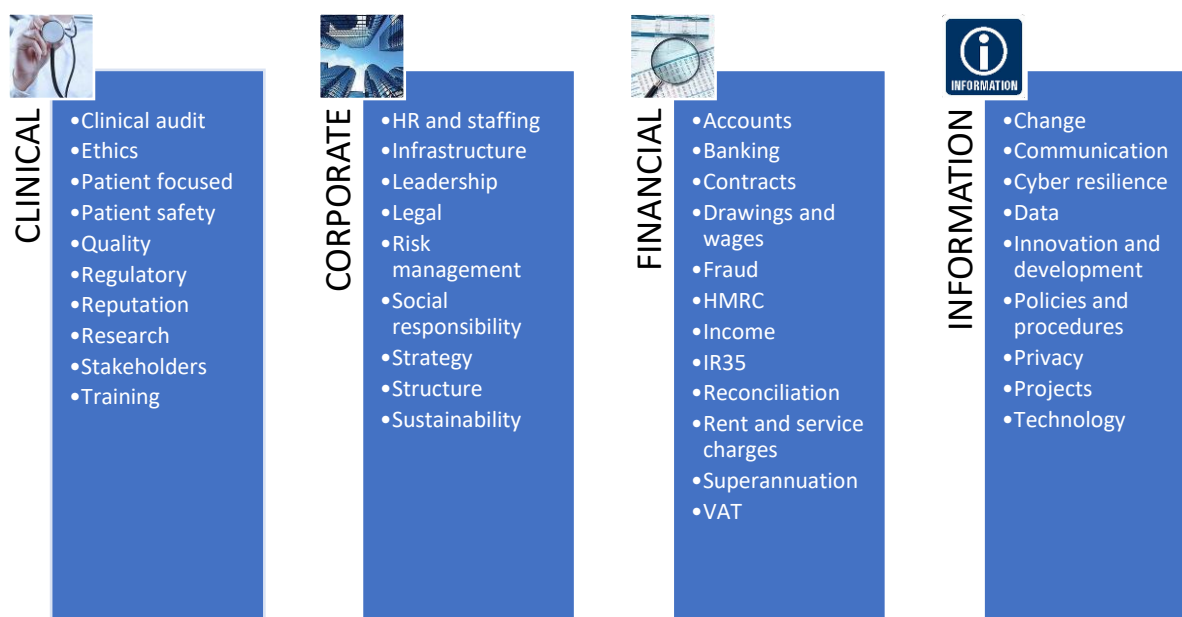 CLINICAL
•Clinical audit
•Ethics
•Patient focused
•Patient safety
•Quality
•Regulatory
•Reputation
•Research
•Stakeholders
•Training
CORPORATE
•HR and staffing
•Infrastructure
•Leadership
•Legal
•Risk
management
•Social
responsibility
•Strategy
•Structure
•Sustainability
FINANCIAL
•Accounts
•Banking
•Contracts
•Drawings and
wages
•Fraud
•HMRC
•Income
•IR35
•Reconciliation
•Rent and service
charges
•Superannuation
•VAT
i
INFORMATION
INFORMATION
•Change
•Communication
•Cyber resilience
•Data
•Innovation and
development
•Policies and
procedures
•Privacy
•Projects
•Technology